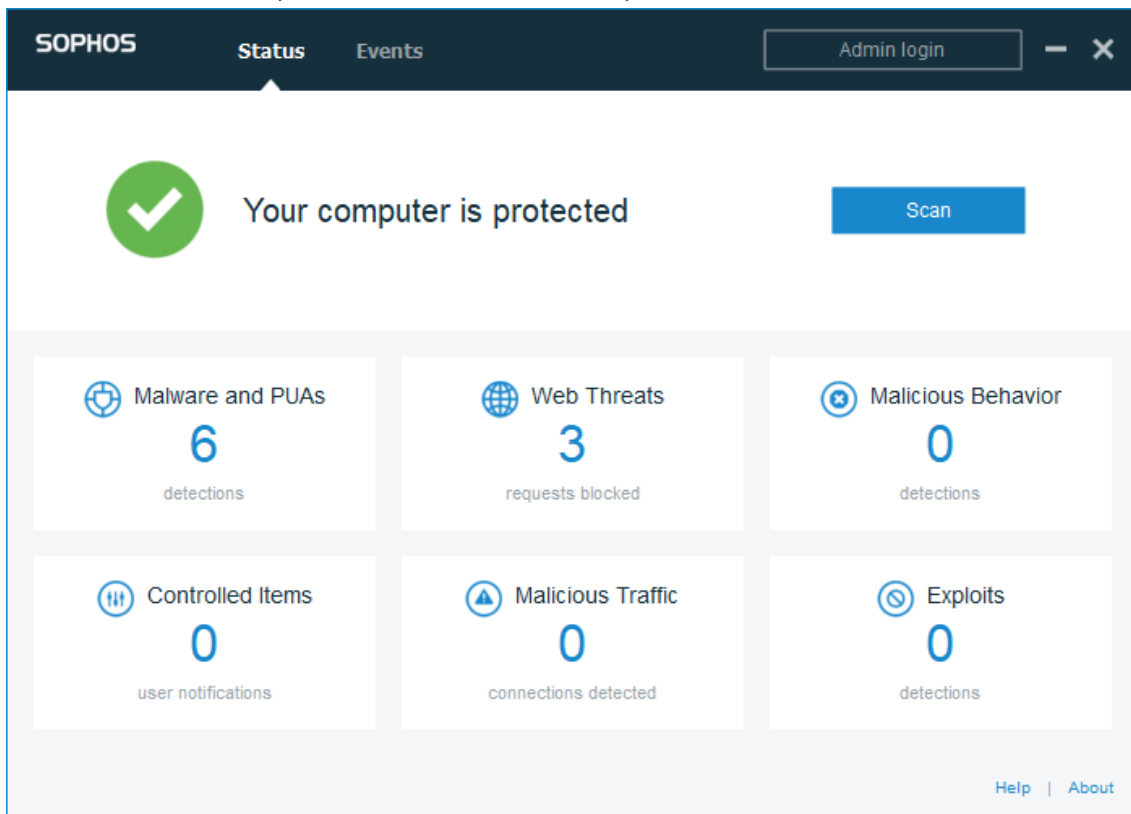 SOPHOS Status Events Admin login
Your computer is protected Scan
Malware and PUAs
6
detections
Web Threats
3
requests blocked
Malicious Behavior
0
detections
Controlled Items
0
user notifications
Malicious Traffic
0
connections detected
Exploits
0
detections
Help | About